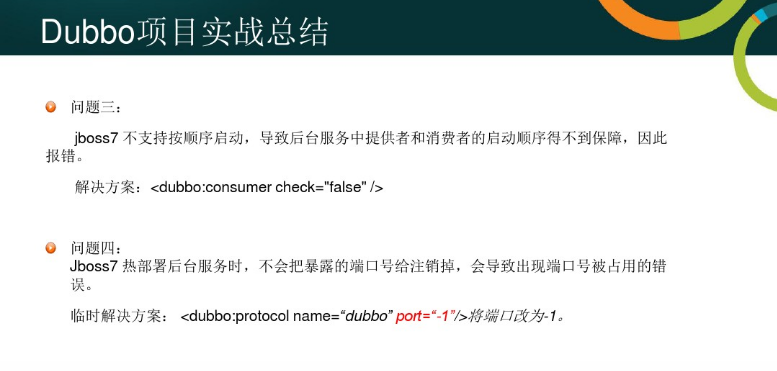 Dubbo项目实战总结
问题三：
jboss7 不支持按顺序启动，导致后台服务中提供者和消费者的启动顺序得不到保障，因此
报错。
解决方案：<dubbo:consumer check="false" />
问题四：
Jboss7 热部署后台服务时，不会把暴露的端口号给注销掉，会导致出现端口号被占用的错
误。
临时解决方案： <dubbo:protocol name=“dubbo” port=“-1”/>将端口改为-1。